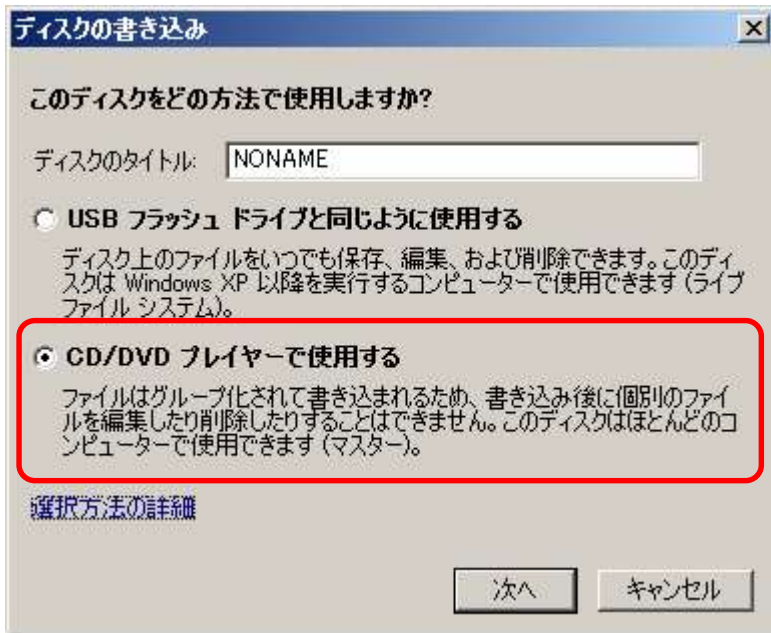 ディスクの書き込み
このディスクをどの方法で使用しますか?
ディスクのタイトル: NONAME
USB フラッシュ ドライブと同じように使用する
ディスク上のファイルをいつでも保存、編集、および削除できます。このディ
スクは Windows XP 以降を実行するコンピューターで使用できます (ライブ
ファイル システム)。
CD/DVD プレイヤーで使用する
ファイルはグループ化されて書き込まれるため、書き込み後に個別のファイ
ルを編集したり削除したりすることはできません。このディスクはほとんどのコ
ンピューターで使用できます (マスター)。
選択方法の詳細
次へ キャンセル